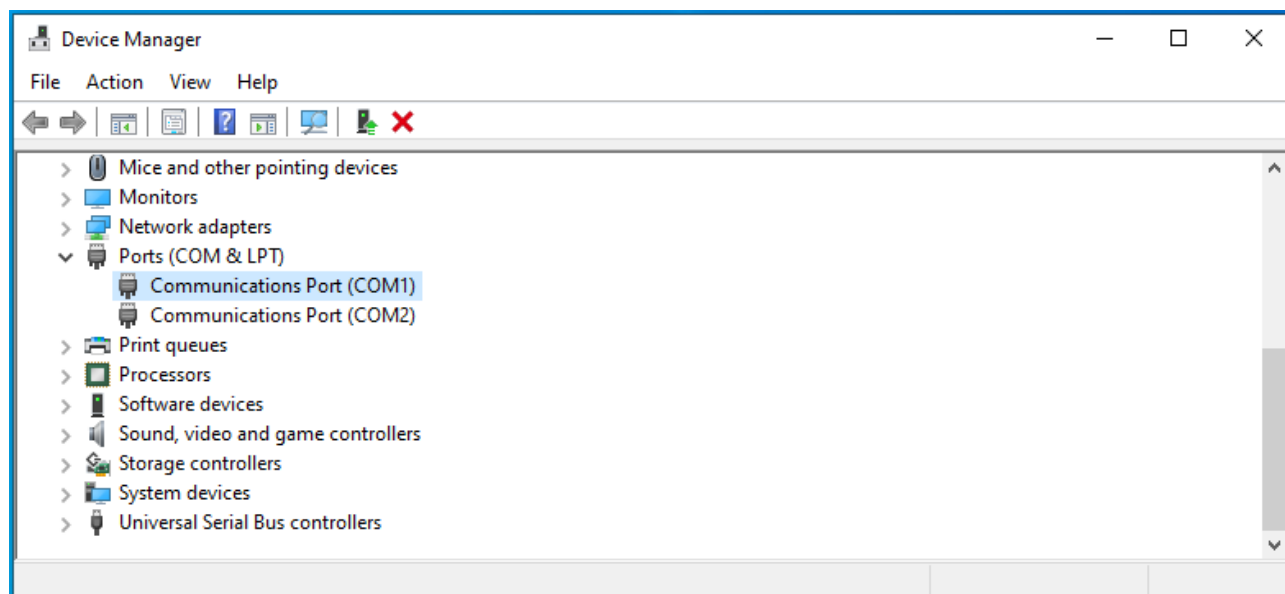 Device Manager
File Action View Help
Mice and other pointing devices
Monitors
Network adapters
Ports (COM & LPT)
Communications Port (COM1)
Communications Port (COM2)
Print queues
Processors
Software devices
Sound, video and game controllers
Storage controllers
System devices
Universal Serial Bus controllers